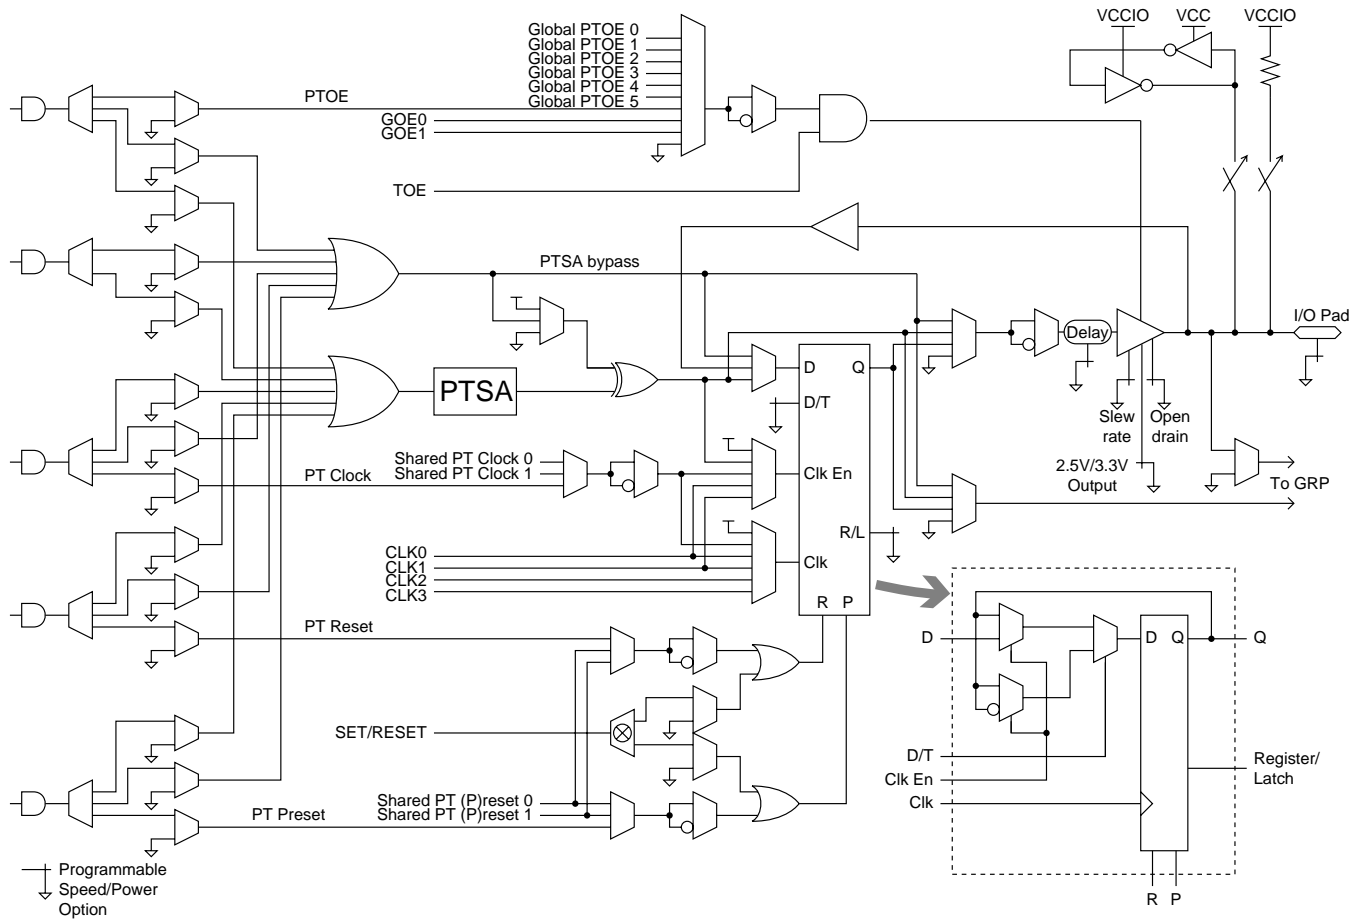 VCCIO
VCC
VCCIO
Global PTOE 0
Global PTOE 1
Global PTOE 2
Global PTOE 3
Global PTOE 4
Global PTOE 5
PTOE
GOE0
GOE1
TOE
PTSA bypass
I/O Pad
Delay
D
Q
PTSA
D/T
Slew
rate
Open
drain
Shared PT Clock 0
Shared PT Clock 1
PT Clock
Clk En
2.5V/3.3V
Output
To GRP
R/L
CLK0
CLK1
CLK2
CLK3
Clk
R
P
PT Reset
D
D
Q
Q
SET/RESET
D/T
Clk En
Clk
Register/
Latch
Shared PT (P)reset 0
Shared PT (P)reset 1
PT Preset
R
P
Programmable
Speed/Power
Option